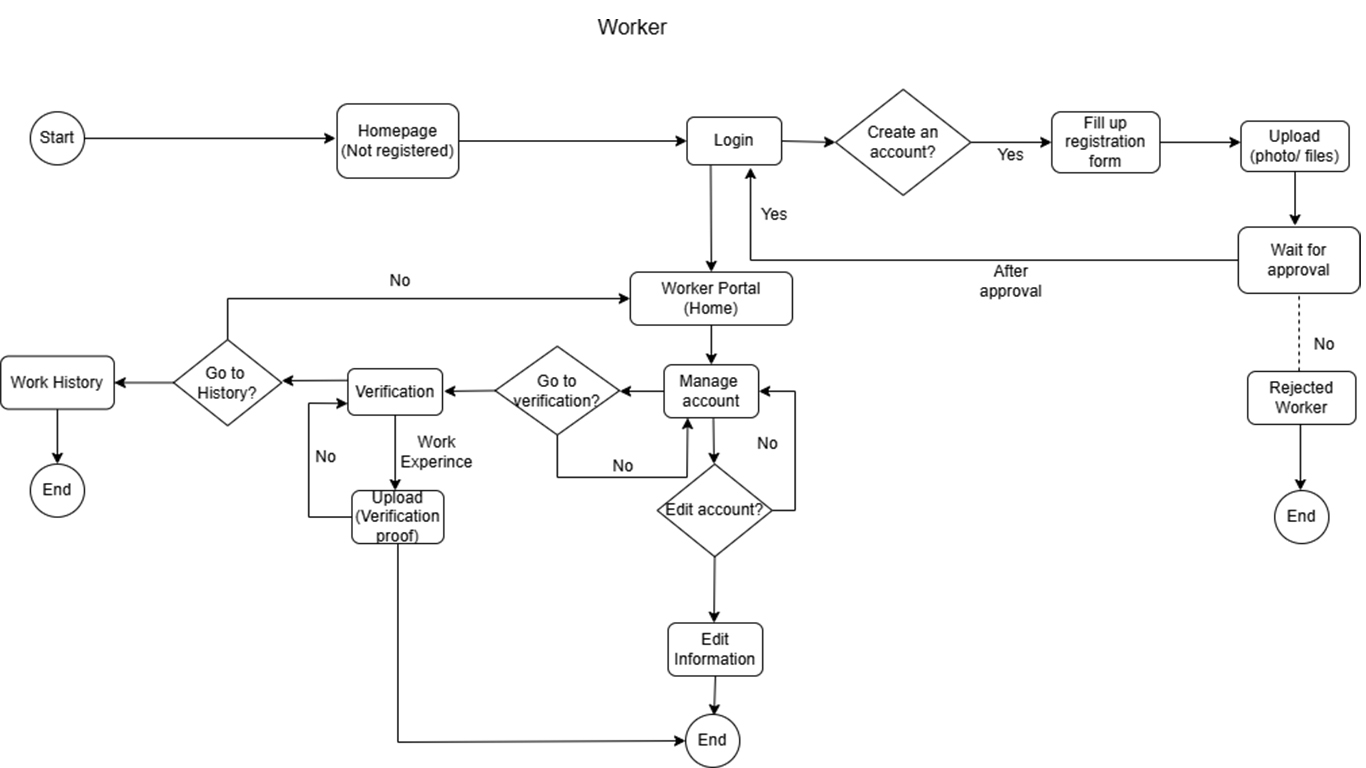 Worker
Start
Homepage
(Not registered)
Login
Create an
account?
Yes
Fill up
registration
form
Upload
(photo/ files)
Yes
Wait for
approval
After
approval
No
Worker Portal
(Home)
No
Rejected
Worker
End
Work History
End
Go to
History?
Verification
Go to
verification?
Manage
account
No
Work
Experince
No
No
Upload
(Verification
proof)
Edit account?
Edit
Information
End